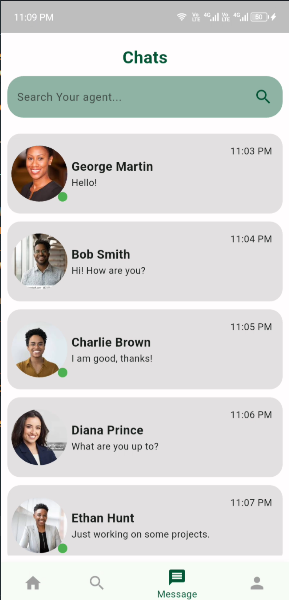 11:09 PM
Chats
Search Your agent...
11:03 PM
George Martin
Hello!
11:04 PM
Bob Smith
Hi! How are you?
11:05 PM
Charlie Brown
I am good, thanks!
11:06 PM
Diana Prince
What are you up to?
11:07 PM
Ethan Hunt
Just working on some projects.
Message